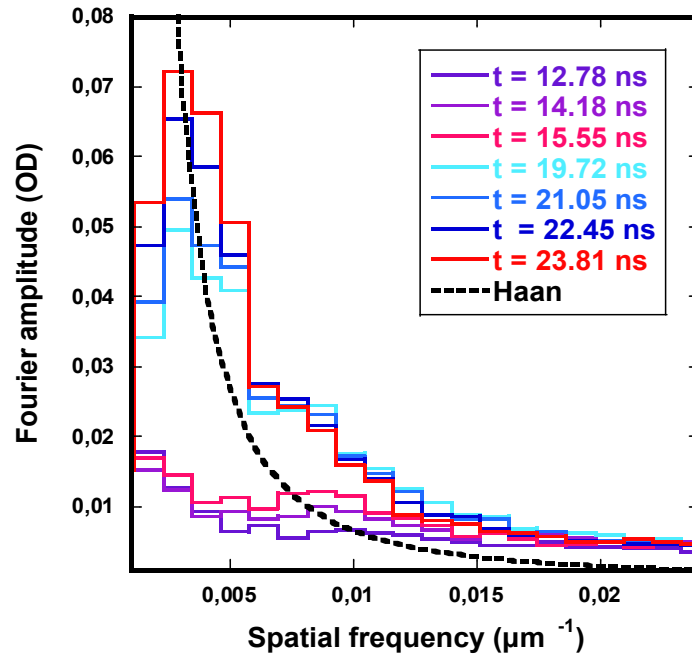 0,08
0,07
0,06
0,05
0,04
0,03
0,02
0,01
Fourier amplitude (OD)
t = 12.78 ns
t = 14.18 ns
t = 15.55 ns
t = 19.72 ns
t = 21.05 ns
t = 22.45 ns
t = 23.81 ns
Haan
0,005 0,01 0,015 0,02
Spatial frequency (µm ⁻¹)